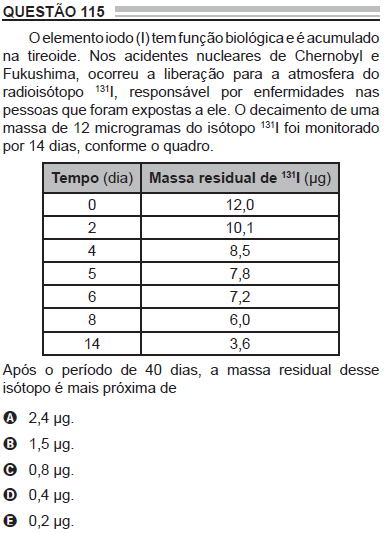 QUESTÃO 115
O elemento iodo (I) tem função biológica e é acumulado
na tireoide. Nos acidentes nucleares de Chernobyl e
Fukushima, ocorreu a liberação para a atmosfera do
radioisótopo ¹³¹I, responsável por enfermidades nas
pessoas que foram expostas a ele. O decaimento de uma
massa de 12 microgramas do isótopo ¹³¹I foi monitorado
por 14 dias, conforme o quadro.
Tempo (dia) Massa residual de ¹³¹I (µg)
0 12,0
2 10,1
4 8,5
5 7,8
6 7,2
8 6,0
14 3,6
Após o período de 40 dias, a massa residual desse
isótopo é mais próxima de
A 2,4 µg.
B 1,5 µg.
C 0,8 µg.
D 0,4 µg.
E 0,2 µg.